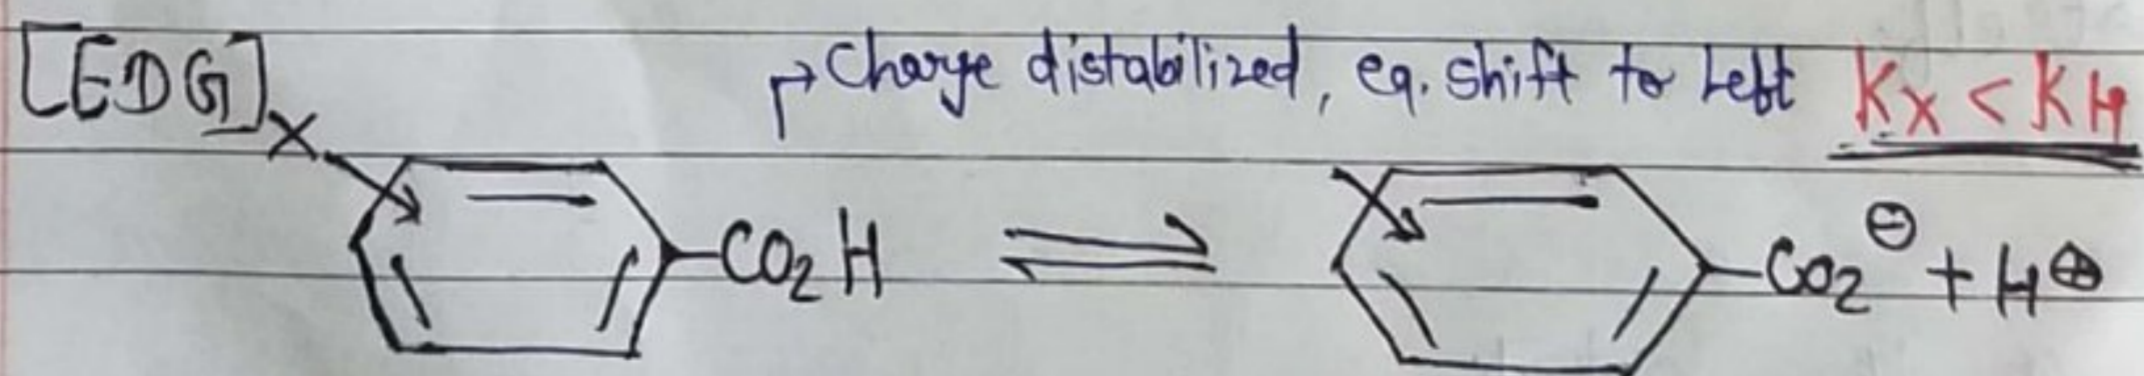 [EDG] ↱ Charge distabilized, eq. shift to Left Kx < KH
X
CO₂H ⇌ CO₂⊖ + H⊕